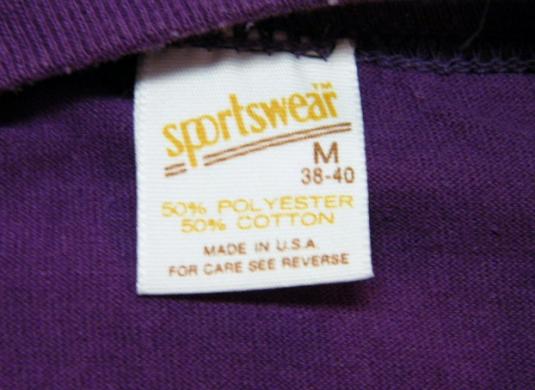 sportswear™
M
38-40
50% POLYESTER
50% COTTON
MADE IN U.S.A.
FOR CARE SEE REVERSE